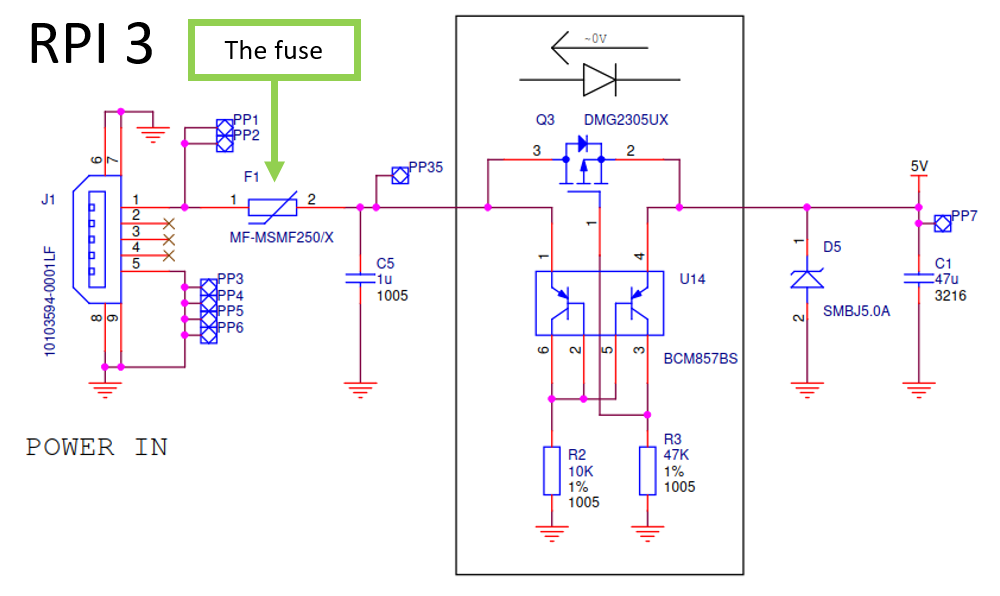 RPI 3
The fuse
~0V
Q3 DMG2305UX
3
2
1
PP1
PP2
6
7
J1
1
2
3
4
5
10103594-0001LF
8
9
PP3
PP4
PP5
PP6
F1
1
2
MF-MSMF250/X
PP35
C5
1u
1005
1
4
U14
6
2
5
3
BCM857BS
R2
10K
1%
1005
R3
47K
1%
1005
5V
PP7
1
D5
2
SMBJ5.0A
C1
47u
3216
POWER IN